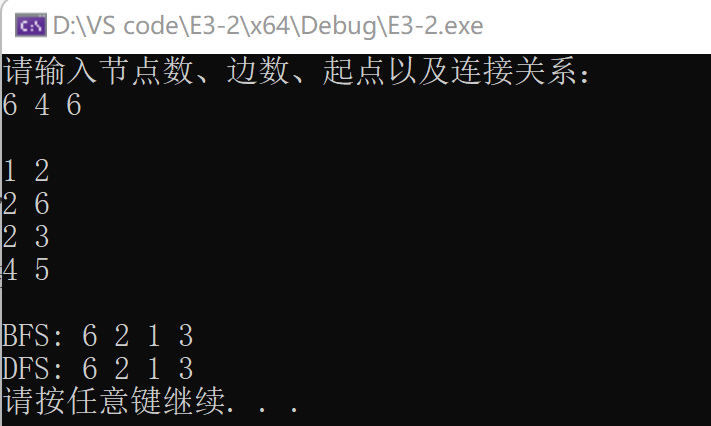 D:\VS code\E3-2\x64\Debug\E3-2.exe
请输入节点数、边数、起点以及连接关系：
6 4 6
1 2
2 6
2 3
4 5
BFS: 6 2 1 3
DFS: 6 2 1 3
请按任意键继续. . .